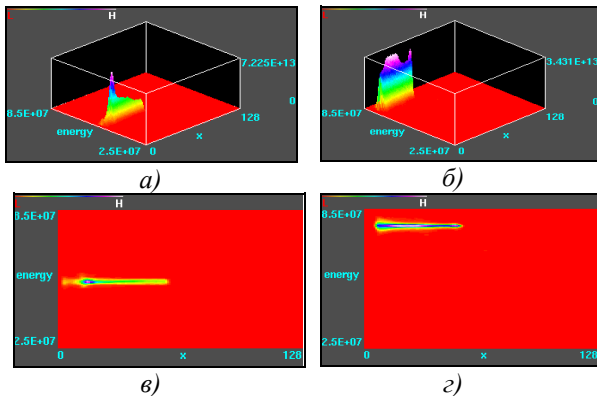 L H
7.225E+13
0
8.5E+07
energy
x
128
2.5E+07 0
а)
L H
3.431E+13
0
8.5E+07
energy
x
128
2.5E+07 0
б)
L H
8.5E+07
energy
2.5E+07
0 x 128
в)
L H
8.5E+07
energy
2.5E+07
0 x 128
г)